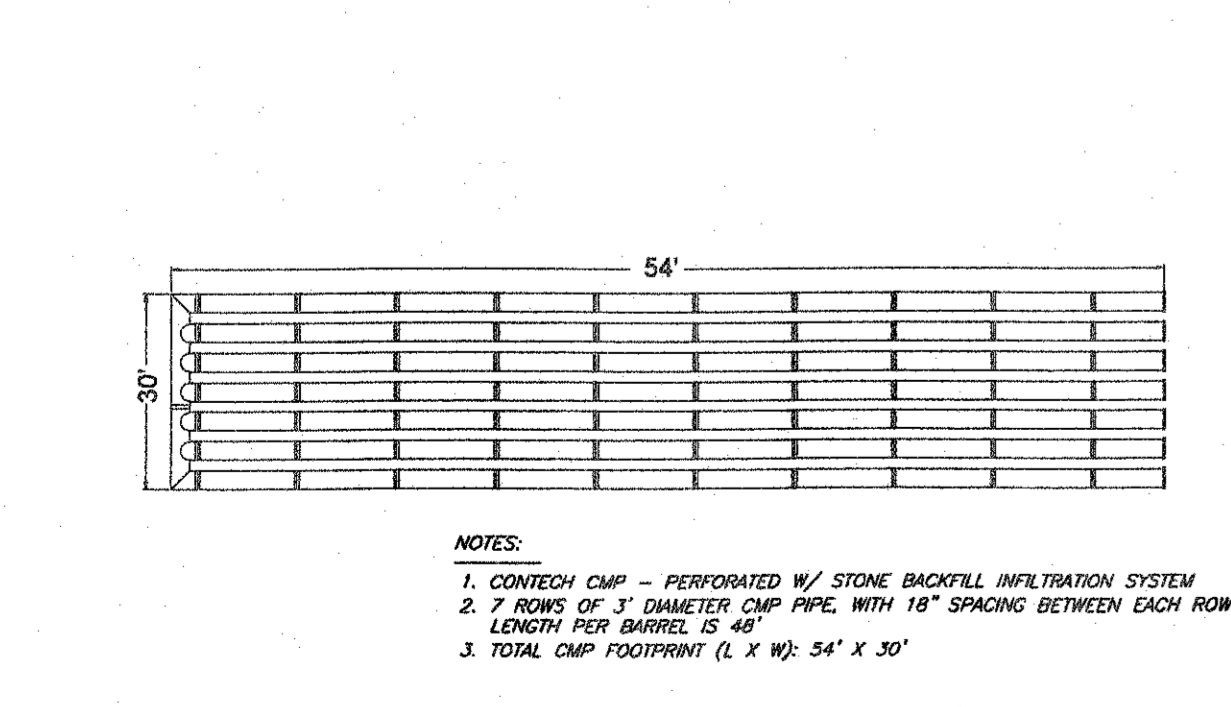 54'
30'
NOTES:
1. CONTECH CMP – PERFORATED W/ STONE BACKFILL INFILTRATION SYSTEM
2. 7 ROWS OF 3' DIAMETER CMP PIPE, WITH 18" SPACING BETWEEN EACH ROW
LENGTH PER BARREL IS 48'
3. TOTAL CMP FOOTPRINT (L X W): 54' X 30'